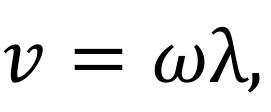 𝑣 = 𝜔λ,